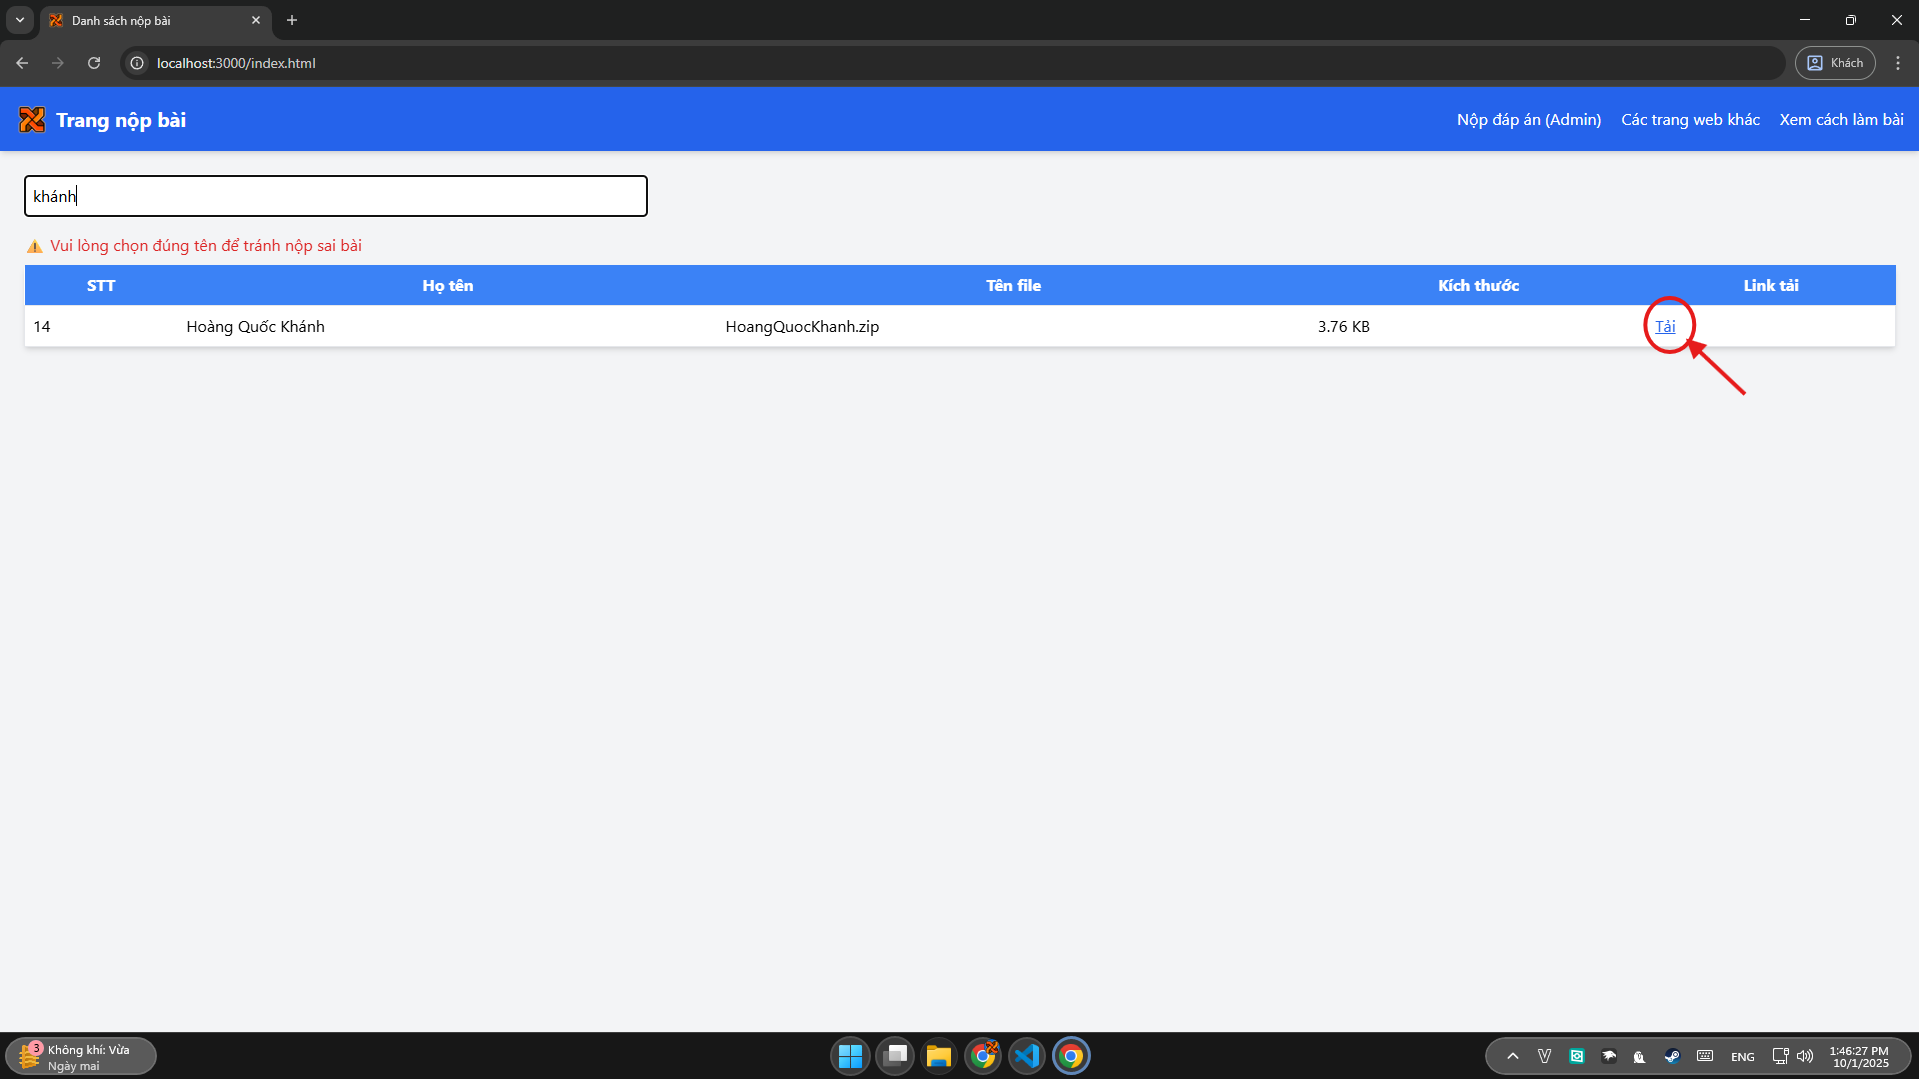 Danh sách nộp bài
localhost:3000/index.html
Khách
Trang nộp bài
Nộp đáp án (Admin)
Các trang web khác
Xem cách làm bài
khánh
Vui lòng chọn đúng tên để tránh nộp sai bài
STT Họ tên Tên file Kích thước Link tải
14 Hoàng Quốc Khánh HoangQuocKhanh.zip 3.76 KB Tải
3
Không khí: Vừa
Ngày mai
ENG
1:46:27 PM
10/1/2025